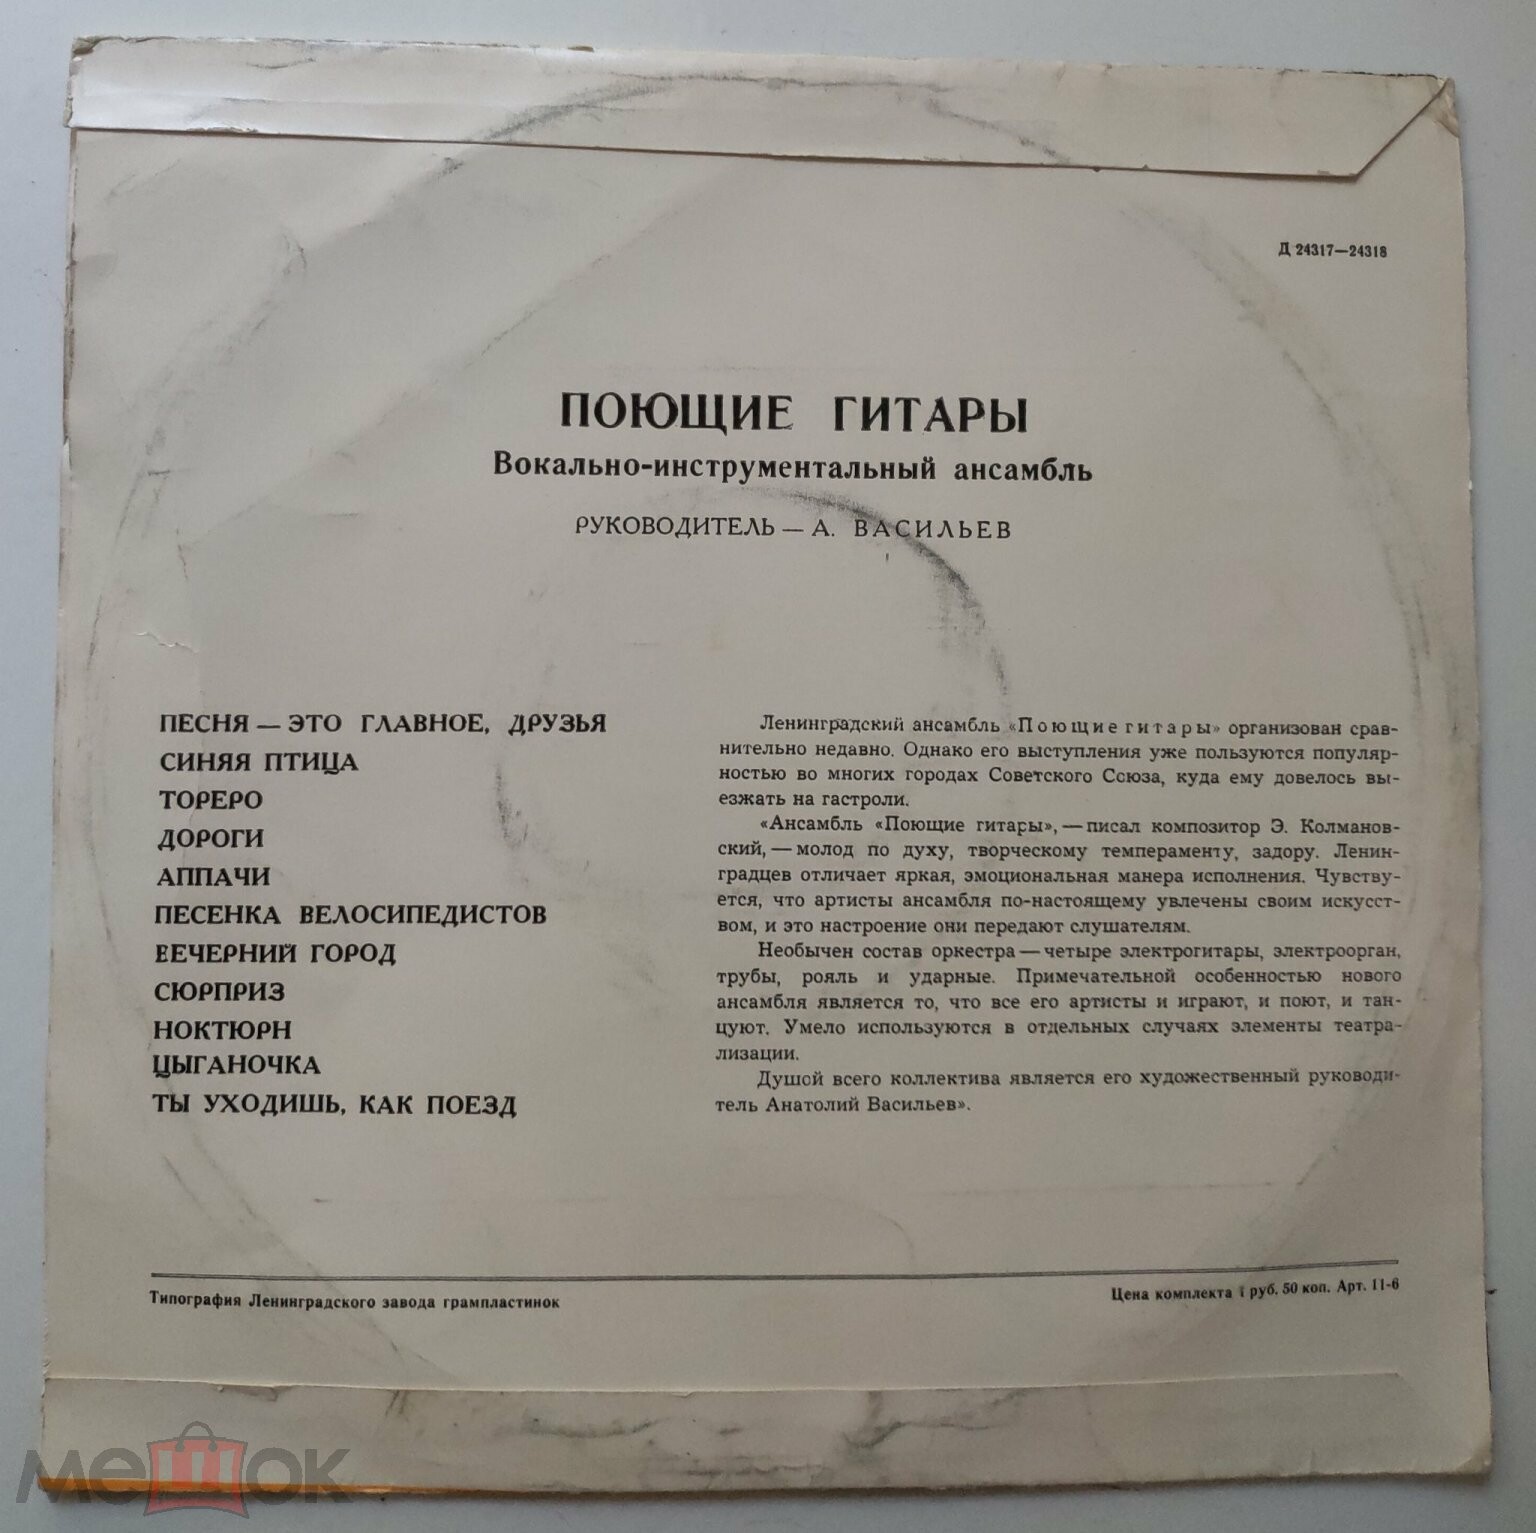 Д 24317—24318
ПОЮЩИЕ ГИТАРЫ
Вокально-инструментальный ансамбль
РУКОВОДИТЕЛЬ — А. ВАСИЛЬЕВ
ПЕСНЯ — ЭТО ГЛАВНОЕ, ДРУЗЬЯ
СИНЯЯ ПТИЦА
ТОРЕРО
ДОРОГИ
АППАЧИ
ПЕСЕНКА ВЕЛОСИПЕДИСТОВ
ВЕЧЕРНИЙ ГОРОД
СЮРПРИЗ
НОКТЮРН
ЦЫГАНОЧКА
ТЫ УХОДИШЬ, КАК ПОЕЗД
Ленинградский ансамбль «Поющие гитары» организован срав-
нительно недавно. Однако его выступления уже пользуются популяр-
ностью во многих городах Советского Союза, куда ему довелось вы-
езжать на гастроли.
«Ансамбль «Поющие гитары», — писал композитор Э. Колманов-
ский, — молод по духу, творческому темпераменту, задору. Ленин-
градцев отличает яркая, эмоциональная манера исполнения. Чувству-
ется, что артисты ансамбля по-настоящему увлечены своим искусст-
вом, и это настроение они передают слушателям.
Необычен состав оркестра — четыре электрогитары, электроорган,
трубы, рояль и ударные. Примечательной особенностью нового
ансамбля является то, что все его артисты и играют, и поют, и тан-
цуют. Умело используются в отдельных случаях элементы театра-
лизации.
Душой всего коллектива является его художественный руководи-
тель Анатолий Васильев».
Типография Ленинградского завода грампластинок
Цена комплекта 1 руб. 50 коп. Арт. 11-6
мешок